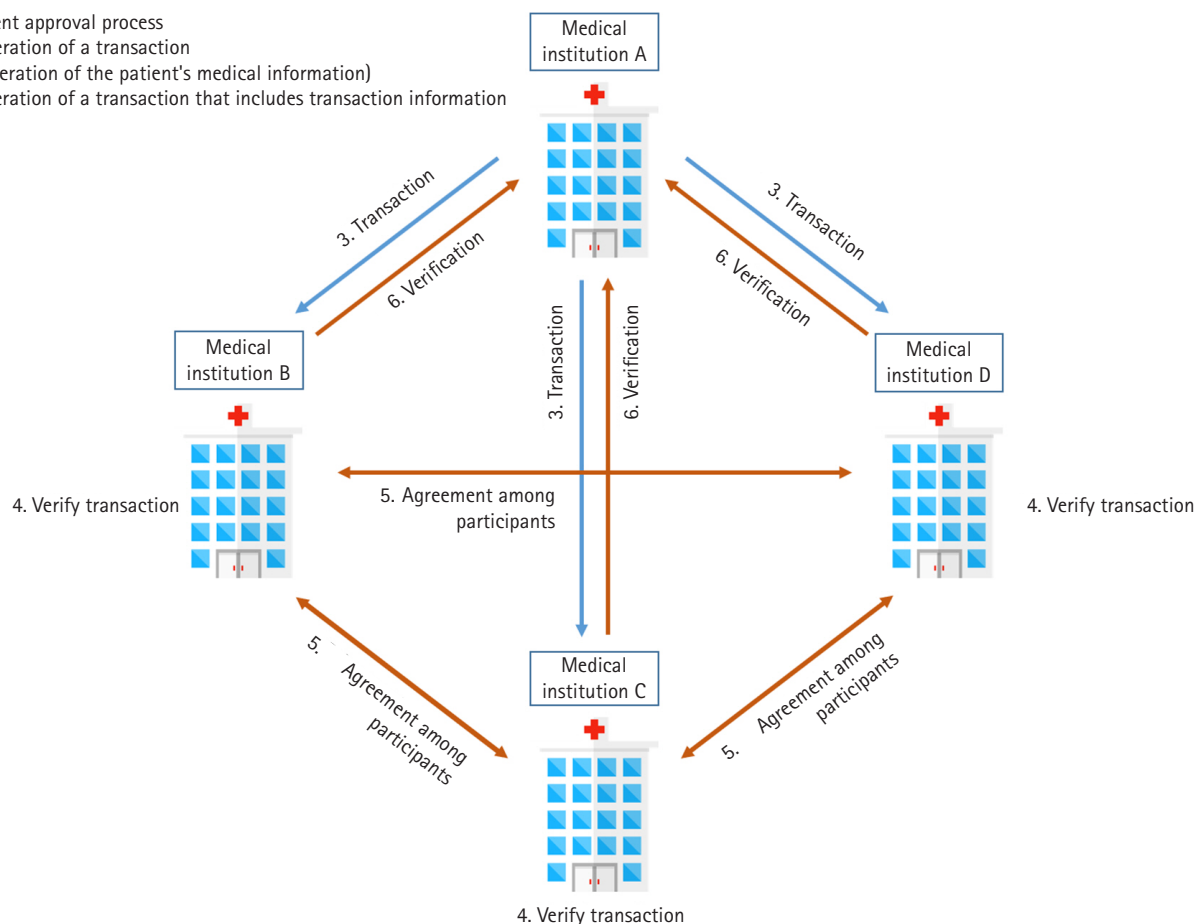 ent approval process
eration of a transaction
eration of the patient's medical information)
eration of a transaction that includes transaction information
Medical
institution A
3. Transaction
6. Verification
3. Transaction
6. Verification
3. Transaction
6. Verification
Medical
institution B
Medical
institution D
4. Verify transaction
5. Agreement among
participants
4. Verify transaction
5. Agreement among
participants
Medical
institution C
5. Agreement among
participants
4. Verify transaction